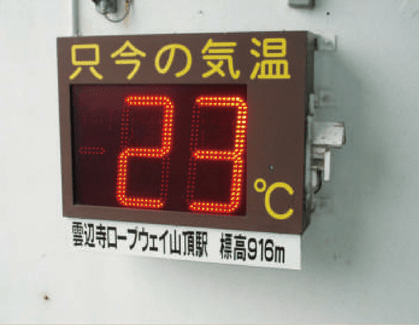 只今の気温
23
℃
雲辺寺ロープウェイ山頂駅 標高916m